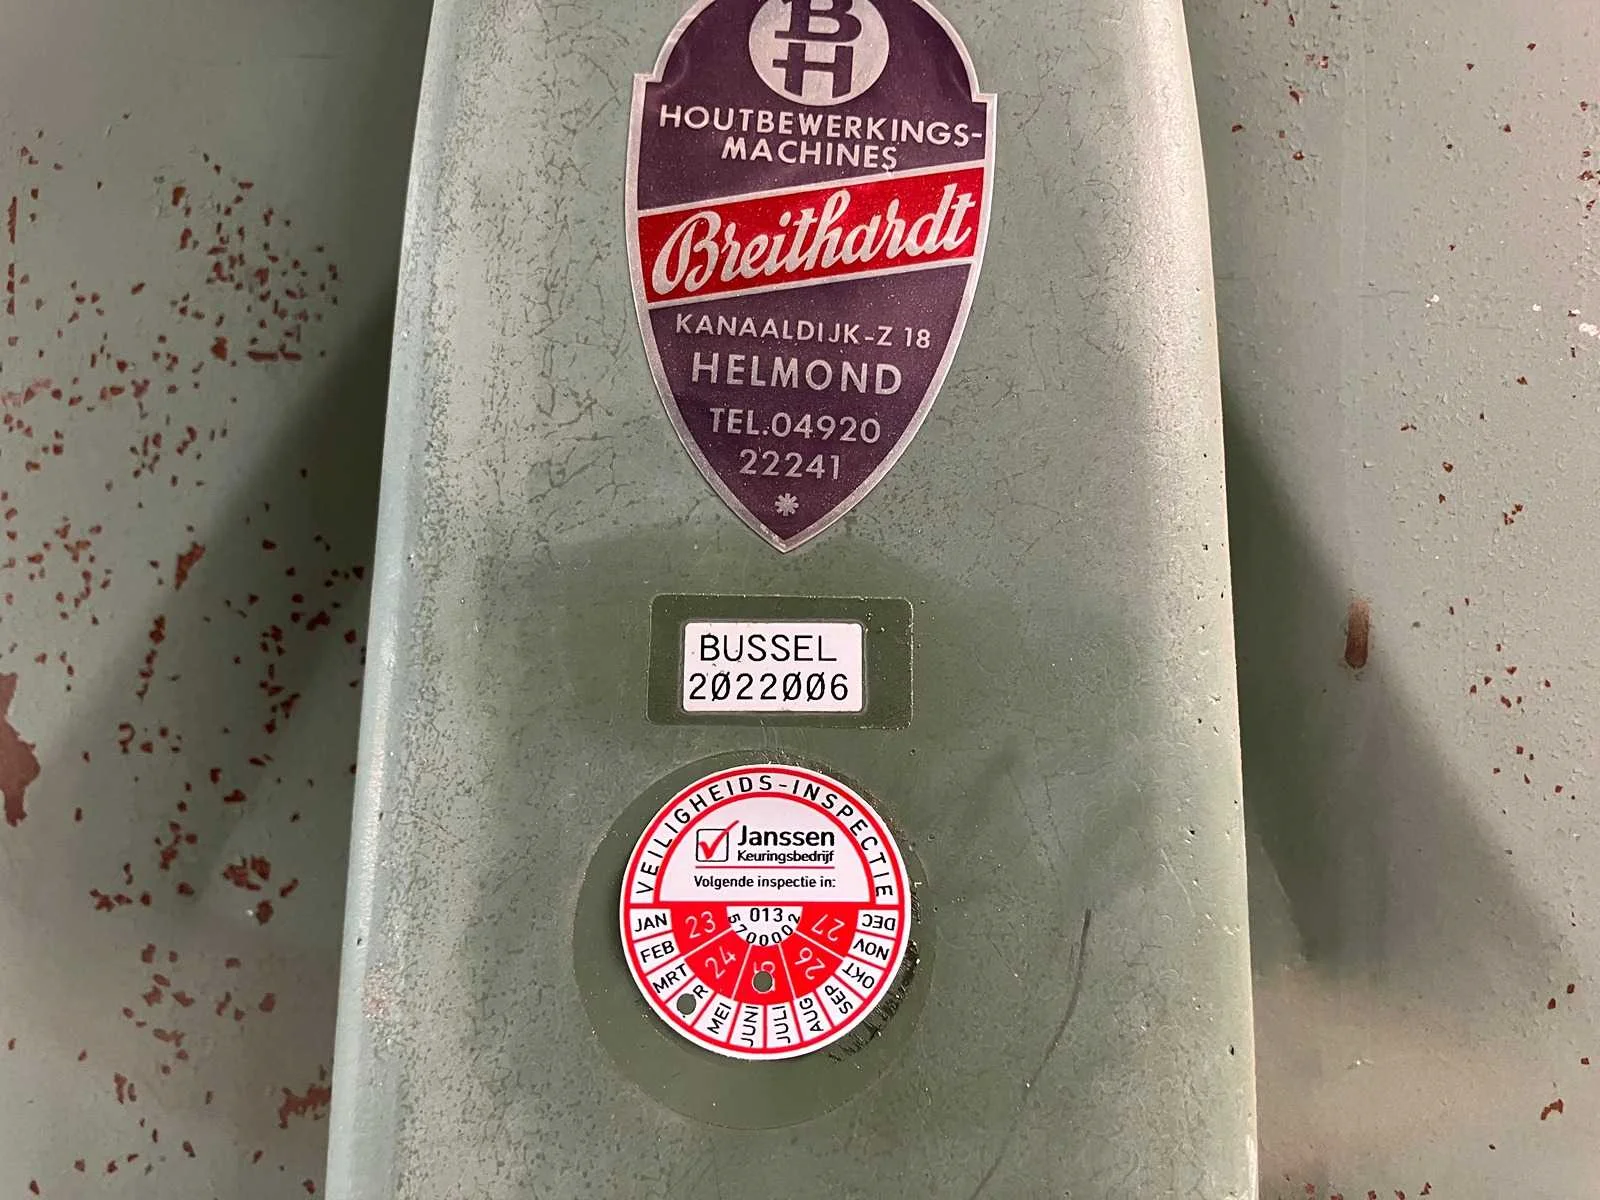 BH
HOUTBEWERKINGS-
MACHINES
Breithardt
KANAALDIJK-Z 18
HELMOND
TEL.04920
22241
BUSSEL
2022006
VEILIGHEIDS-INSPECTIE
Janssen
Keuringsbedrijf
Volgende inspectie in:
JAN FEB MRT MEI JUNI JULI AUG SEP OKT NOV DEC
23 24 26 27
013
5700002